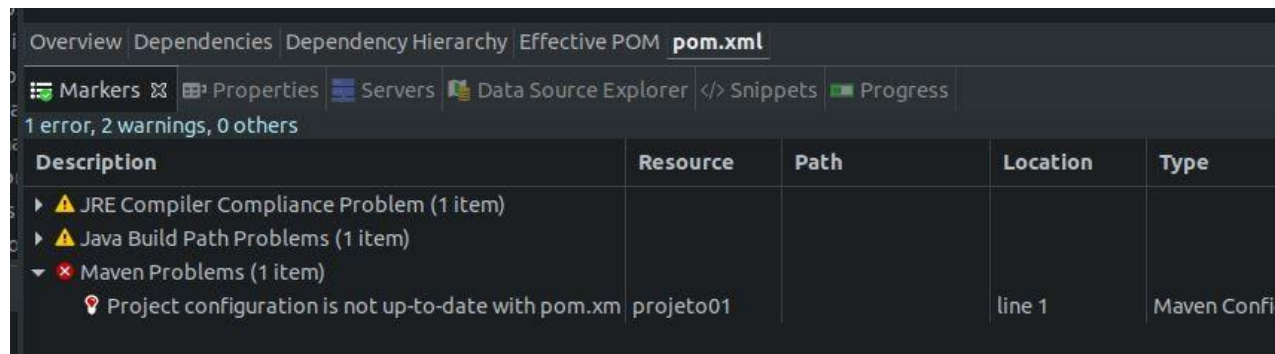 Overview Dependencies Dependency Hierarchy Effective POM pom.xml
Markers Properties Servers Data Source Explorer </> Snippets Progress
1 error, 2 warnings, 0 others
Description Resource Path Location Type
JRE Compiler Compliance Problem (1 item)
Java Build Path Problems (1 item)
Maven Problems (1 item)
Project configuration is not up-to-date with pom.xm projeto01 line 1 Maven Confi